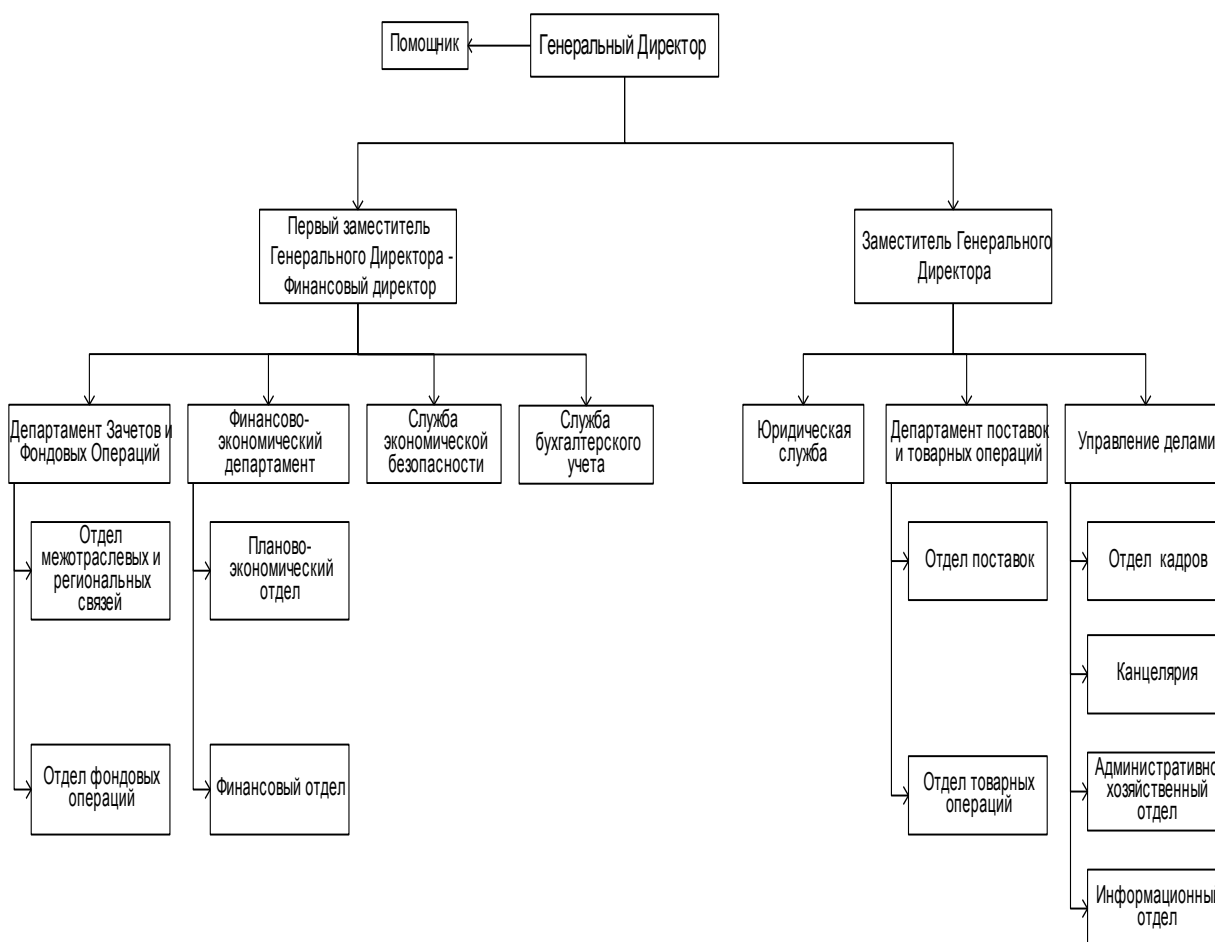 Помощник
Генеральный Директор
Первый заместитель
Генерального Директора -
Финансовый директор
Заместитель Генерального
Директора
Департамент Зачетов и
Фондовых Операций
Финансово-
экономический
департамент
Служба
экономической
безопасности
Служба
бухгалтерского
учета
Юридическая
служба
Департамент поставок
и товарных операций
Управление делами
Отдел
межотраслевых и
региональных
связей
Планово-
экономический
отдел
Отдел поставок
Отдел кадров
Канцелярия
Отдел фондовых
операций
Финансовый отдел
Отдел товарных
операций
Административно
хозяйственный
отдел
Информационный
отдел